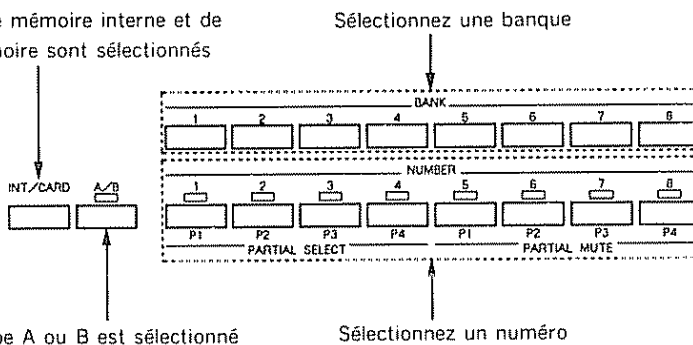 mémoire interne et de
Sélectionnez une banque
sont sélectionnés
BANK
1 2 3 4 5 6 7 8
NUMBER
INT/CARD A/B 1 2 3 4 5 6 7 8
P1 P2 P3 P4 P1 P2 P3 P4
PARTIAL SELECT PARTIAL MUTE
A ou B est sélectionné
Sélectionnez un numéro